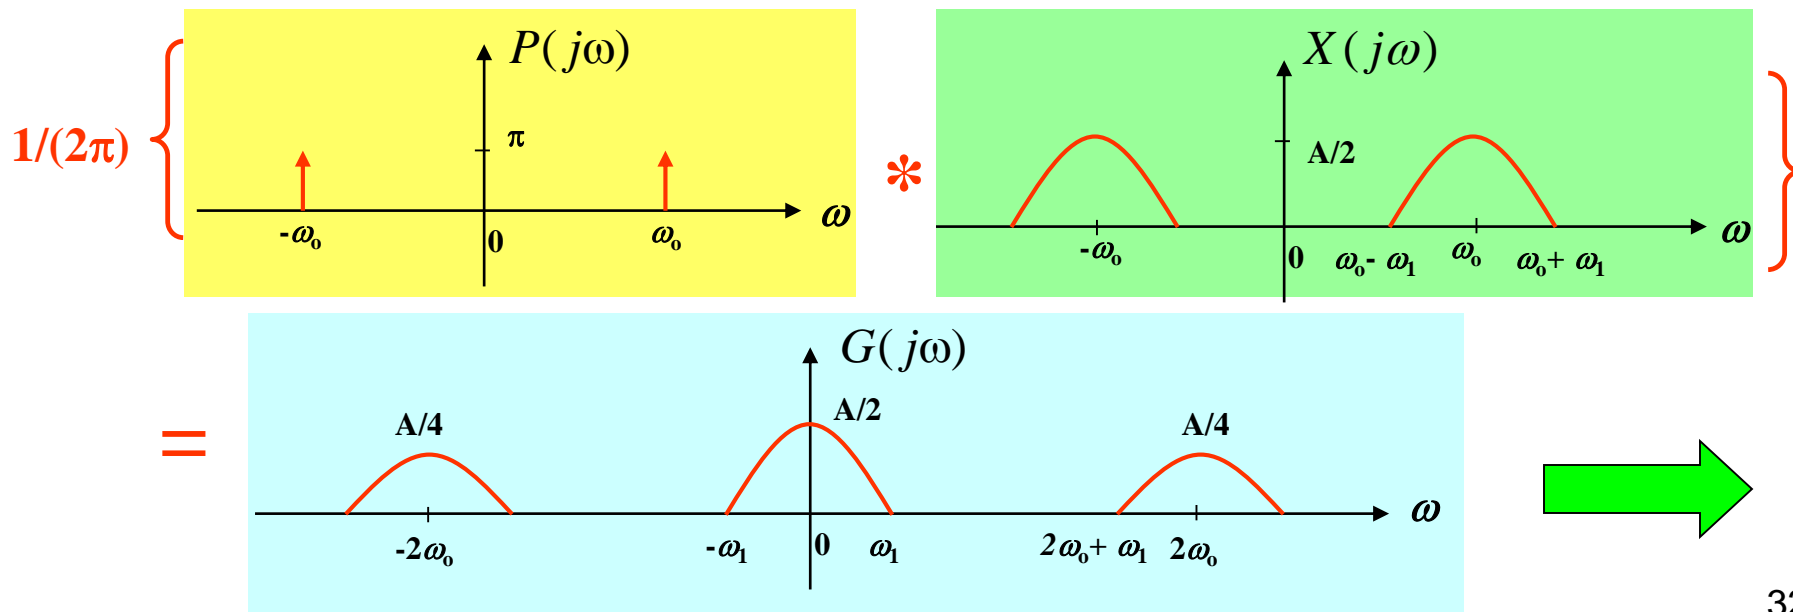 P(jω)
X(jω)
1/(2π)
π
*
A/2
-ωo 0 ωo ω
-ωo 0 ωo- ω1 ωo ωo+ ω1 ω
G(jω)
=
A/4 A/2 A/4
-2ωo -ω1 0 ω1 2ωo+ ω1 2ωo ω